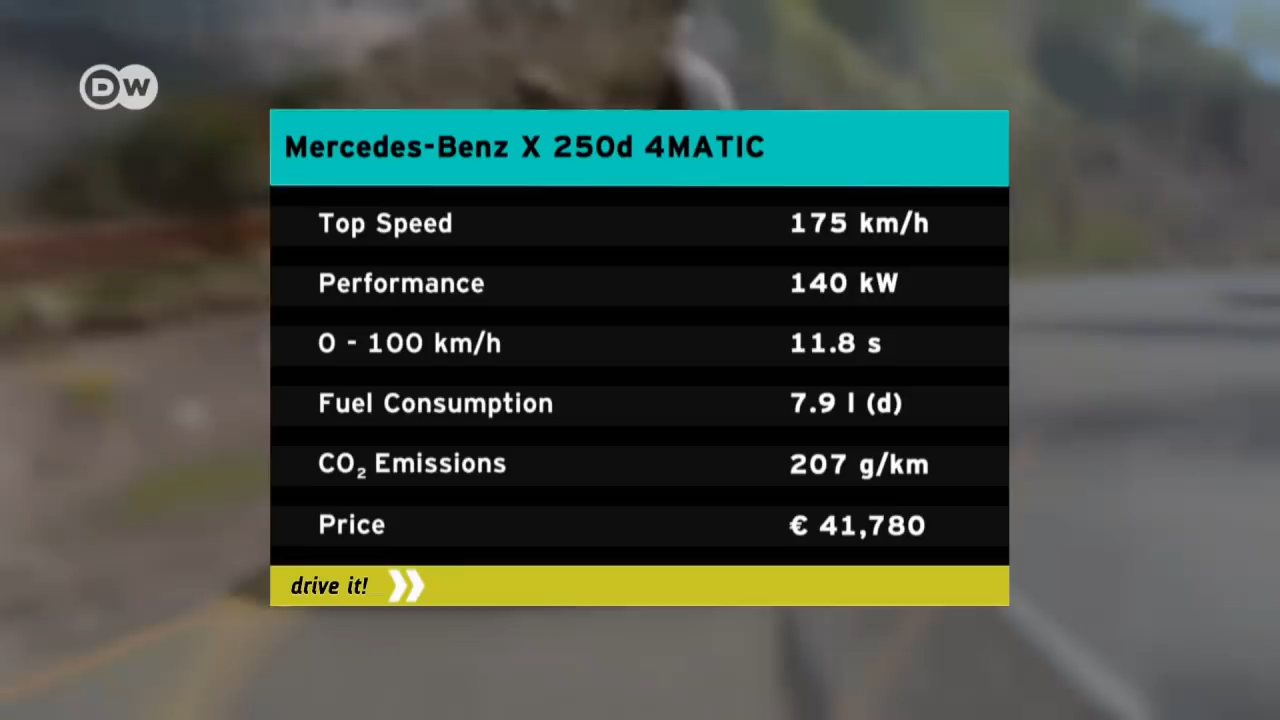 DW
Mercedes-Benz X 250d 4MATIC
Top Speed 175 km/h
Performance 140 kW
0 - 100 km/h 11.8 s
Fuel Consumption 7.9 l (d)
CO₂ Emissions 207 g/km
Price € 41,780
drive it!